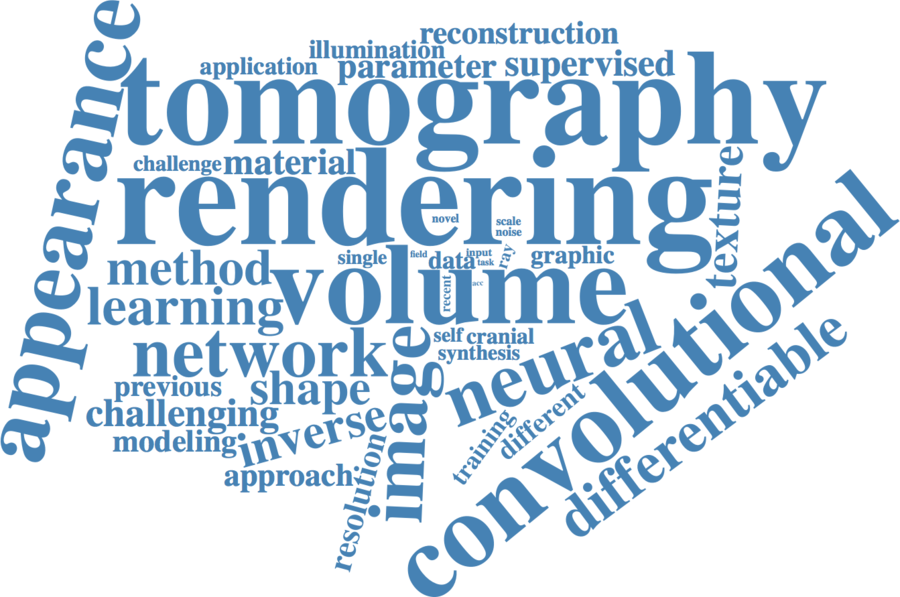 reconstruction
illumination
application
parameter
supervised
appearance
tomography
challenge
material
rendering
texture
novel
scale
noise
single
field
data
input
task
ray
graphic
method
volume
recent
acc
learning
convolutional
network
image
self
cranial
synthesis
neural
differentiable
previous
shape
challenging
inverse
modeling
training
different
approach
resolution